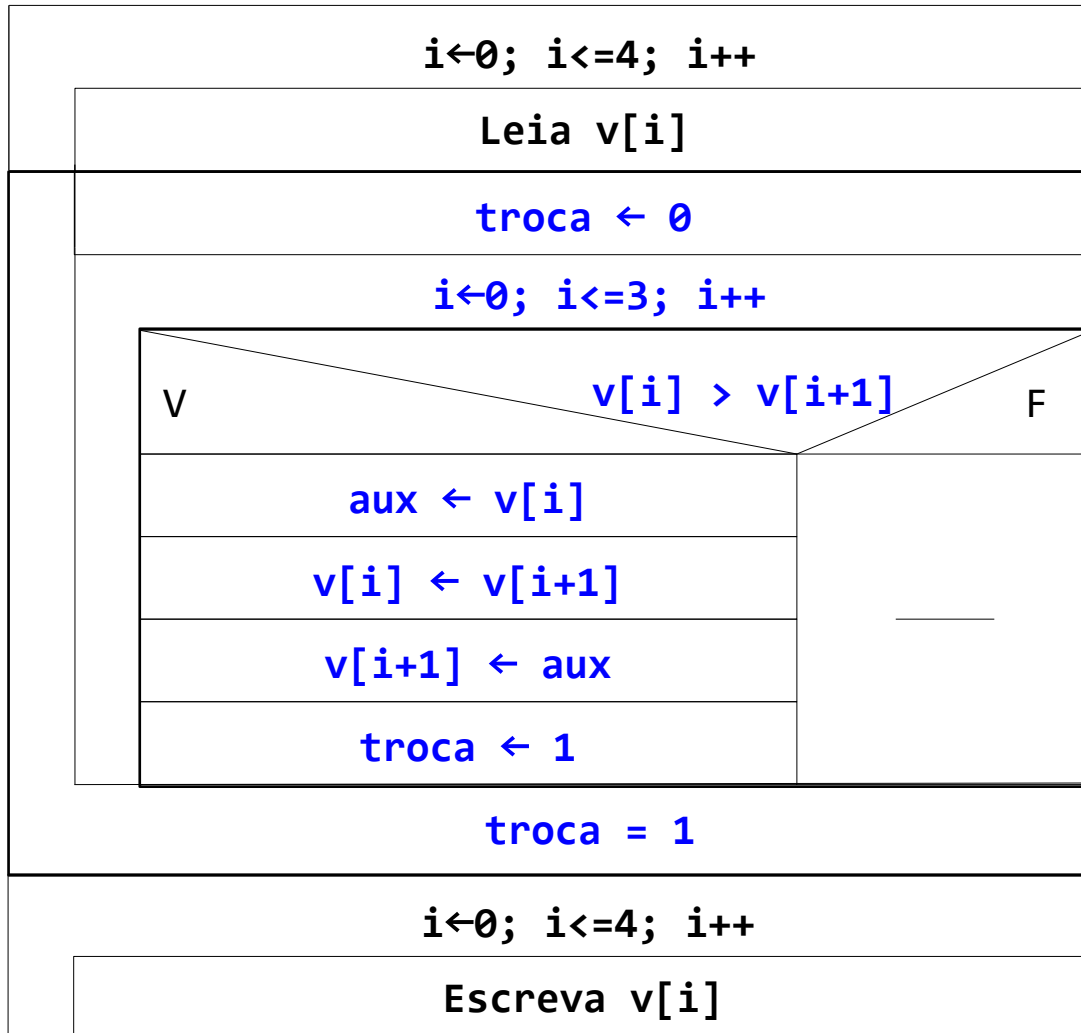 i←0; i<=4; i++
Leia v[i]
troca ← 0
i←0; i<=3; i++
v[i] > v[i+1]
V
F
aux ← v[i]
v[i] ← v[i+1]
v[i+1] ← aux
troca ← 1
troca = 1
i←0; i<=4; i++
Escreva v[i]